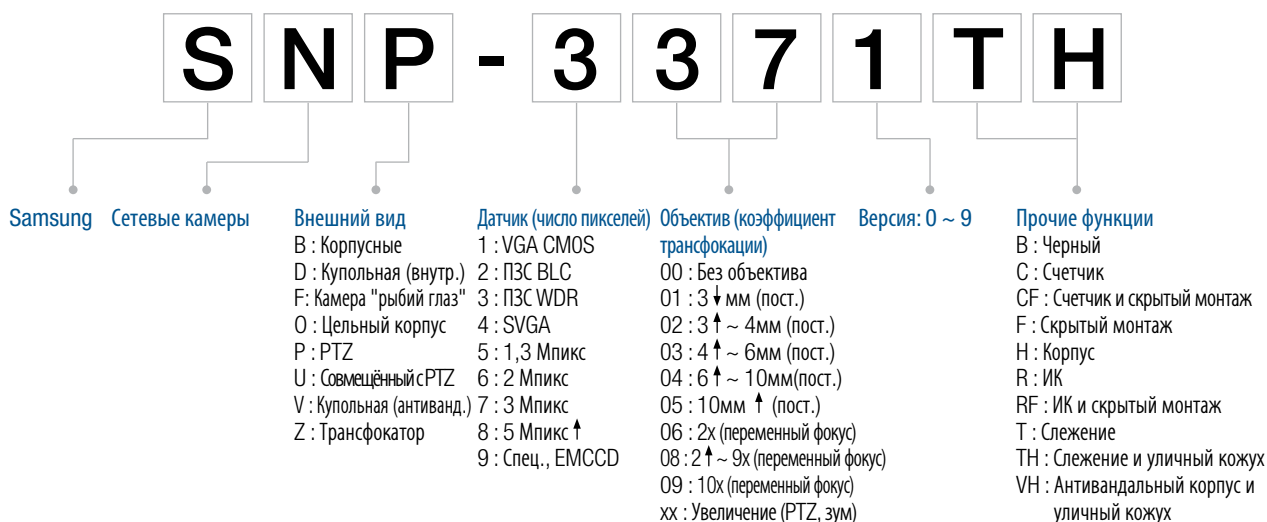 SNP-3371TH
Samsung
Сетевые камеры
Внешний вид
B : Корпусные
D : Купольная (внутр.)
F: Камера "рыбий глаз"
O : Цельный корпус
P : PTZ
U : Совмещённый с PTZ
V : Купольная (антиванд.)
Z : Трансфокатор
Датчик (число пикселей)
1 : VGA CMOS
2 : ПЗС BLC
3 : ПЗС WDR
4 : SVGA
5 : 1,3 Мпикс
6 : 2 Мпикс
7 : 3 Мпикс
8 : 5 Мпикс ↑
9 : Спец., EMCCD
Объектив (коэффициент
трансфокации)
00 : Без объектива
01 : 3 ↓ мм (пост.)
02 : 3 ↑ ~ 4мм (пост.)
03 : 4 ↑ ~ 6мм (пост.)
04 : 6 ↑ ~ 10мм(пост.)
05 : 10мм ↑ (пост.)
06 : 2x (переменный фокус)
08 : 2 ↑ ~ 9x (переменный фокус)
09 : 10x (переменный фокус)
xx : Увеличение (PTZ, зум)
Версия: 0 ~ 9
Прочие функции
B : Черный
C : Счетчик
CF : Счетчик и скрытый монтаж
F : Скрытый монтаж
H : Корпус
R : ИК
RF : ИК и скрытый монтаж
T : Слежение
TH : Слежение и уличный кожух
VH : Антивандальный корпус и
уличный кожух